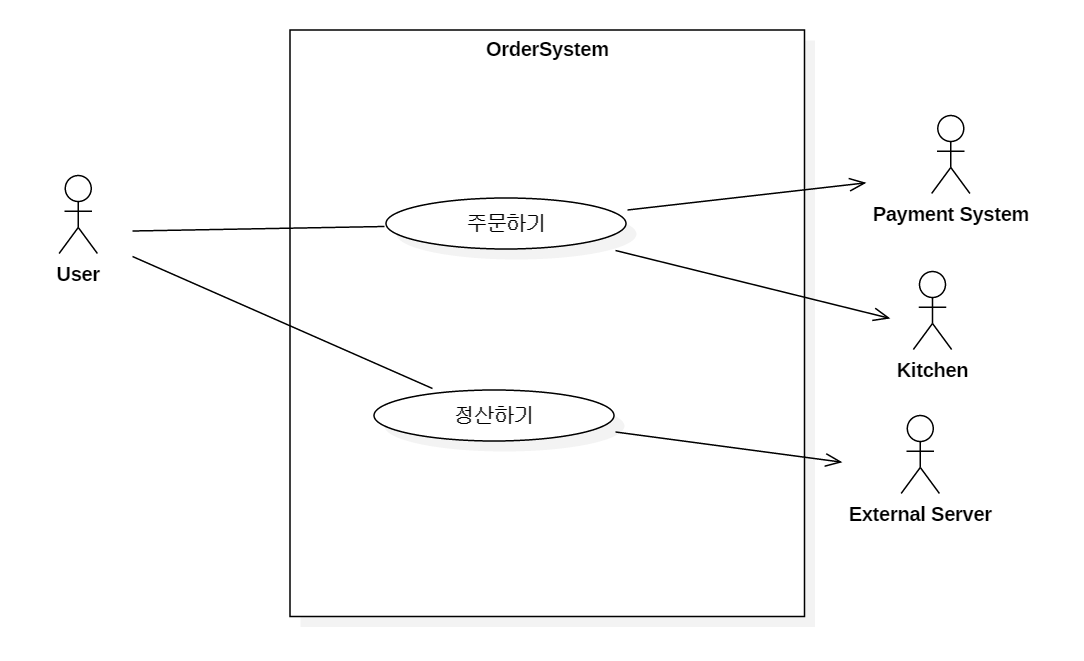 OrderSystem
Payment System
주문하기
User
Kitchen
정산하기
External Server